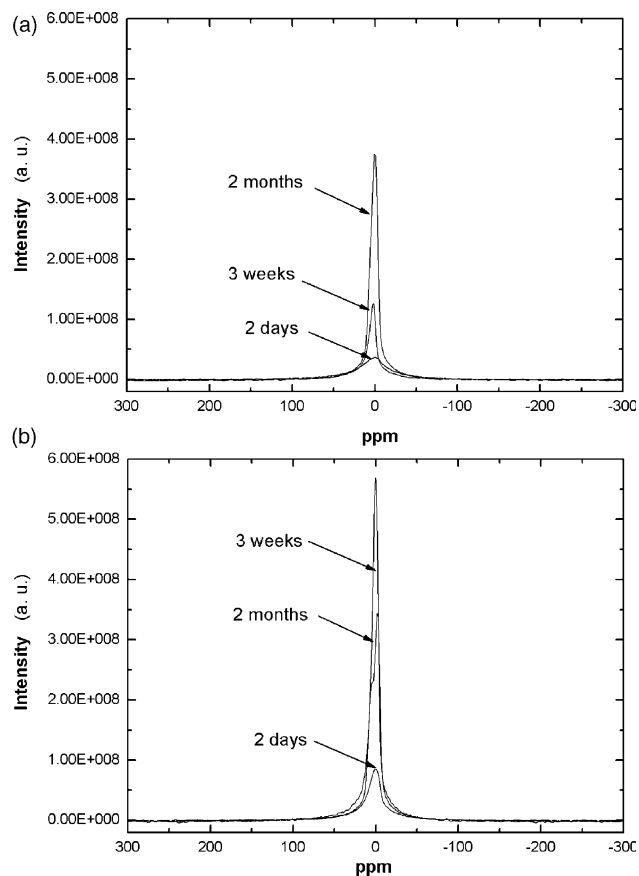 (a)
6.00E+008
5.00E+008
4.00E+008
3.00E+008
2.00E+008
1.00E+008
0.00E+000
Intensity (a. u.)
2 months
3 weeks
2 days
300 200 100 0 -100 -200 -300
ppm
(b)
6.00E+008
5.00E+008
4.00E+008
3.00E+008
2.00E+008
1.00E+008
0.00E+000
Intensity (a. u.)
3 weeks
2 months
2 days
300 200 100 0 -100 -200 -300
ppm